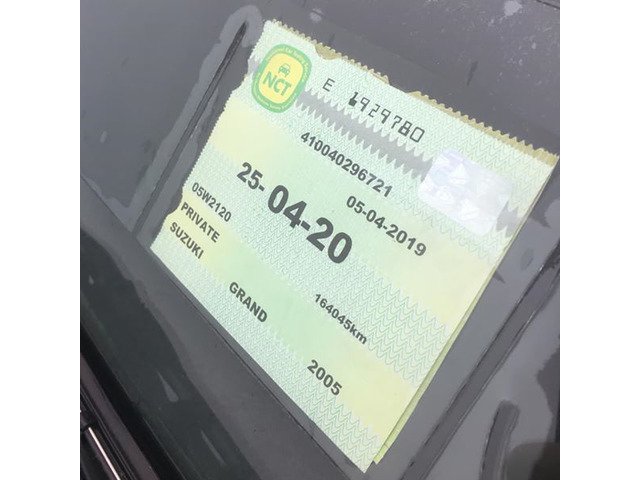 NCT
E 1929780
410040296721
05-04-2019
25-04-20
05W2120
PRIVATE
SUZUKI
164045km
GRAND
2005